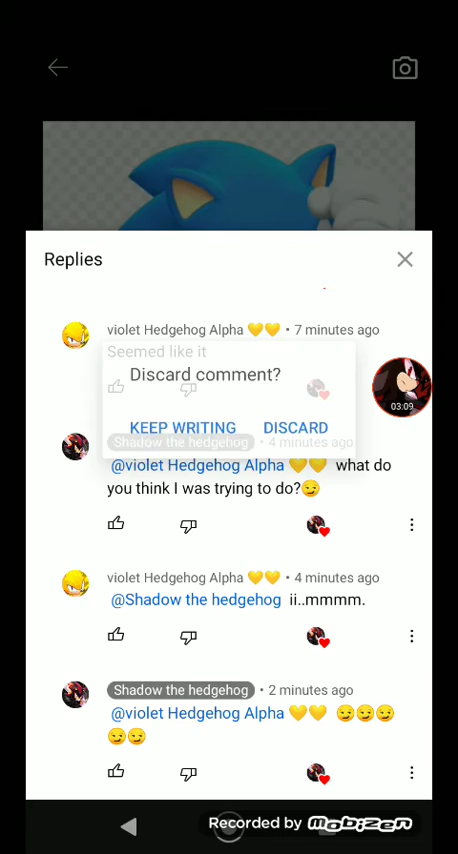 Replies
violet Hedgehog Alpha 💛💛 • 7 minutes ago
Seemed like it
Discard comment?
KEEP WRITING DISCARD
03:09
Shadow the hedgehog • 4 minutes ago
@violet Hedgehog Alpha 💛💛 what do
you think I was trying to do?😏
violet Hedgehog Alpha 💛💛 • 4 minutes ago
@Shadow the hedgehog ii..mmmm.
Shadow the hedgehog • 2 minutes ago
@violet Hedgehog Alpha 💛💛 😏😏😏
😏😏
Recorded by mobizen